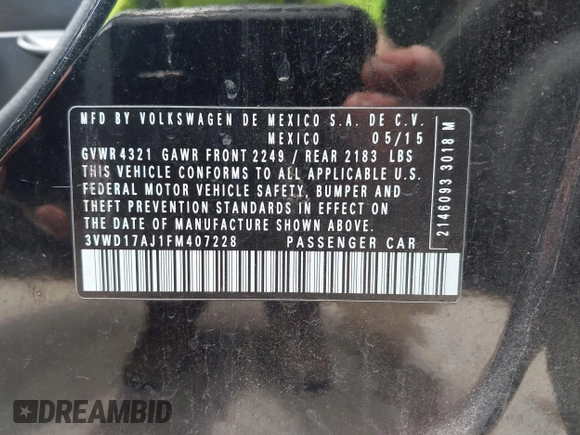 MFD BY VOLKSWAGEN DE MEXICO S.A. DE C.V.
MEXICO 05/15
GVWR 4321 GAWR FRONT 2249 / REAR 2183 LBS
THIS VEHICLE CONFORMS TO ALL APPLICABLE U.S.
FEDERAL MOTOR VEHICLE SAFETY, BUMPER AND
THEFT PREVENTION STANDARDS IN EFFECT ON
THE DATE OF MANUFACTURE SHOWN ABOVE.
3VWD17AJ1FM407228 PASSENGER CAR
2146093 3018 M
DREAMBID